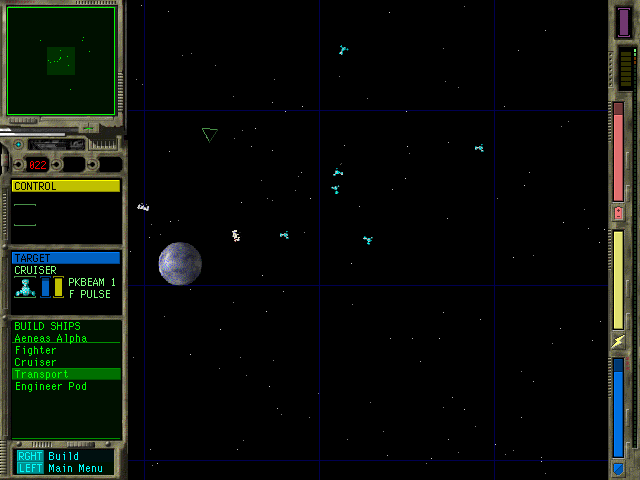 022
CONTROL
TARGET
CRUISER
PKBEAM 1
F PULSE
BUILD SHIPS
Aeneas Alpha
Fighter
Cruiser
Transport
Engineer Pod
RGHT Build
LEFT Main Menu